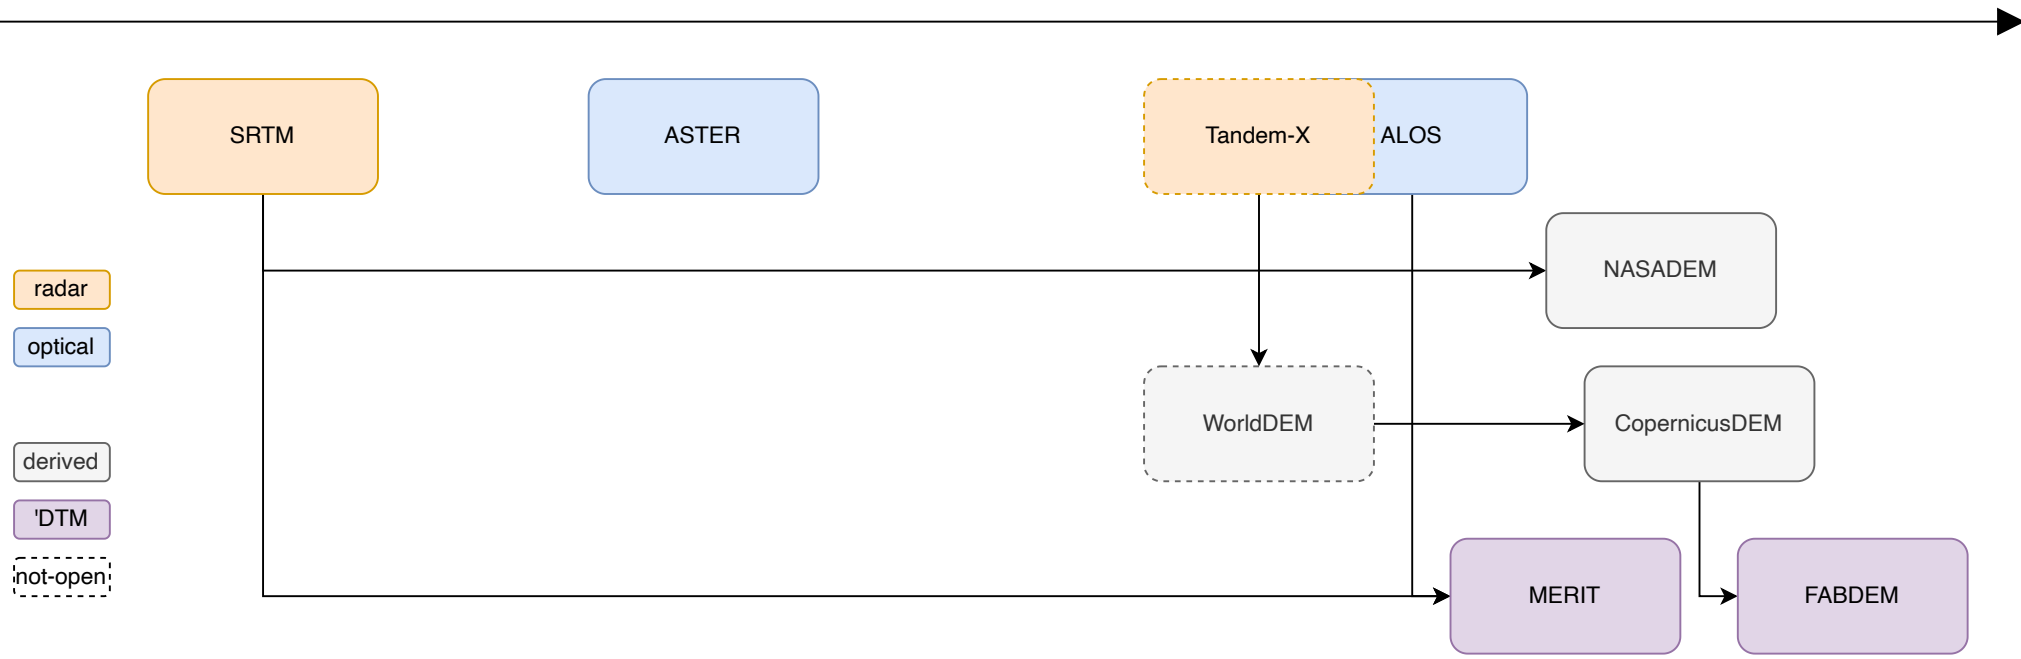 SRTM
ASTER
Tandem-X
ALOS
NASADEM
radar
optical
WorldDEM
CopernicusDEM
derived
'DTM
not-open
MERIT
FABDEM